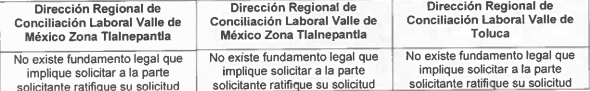 Dirección Regional de
Conciliación Laboral Valle de
México Zona Tlalnepantla
Dirección Regional de
Conciliación Laboral Valle de
México Zona Tlalnepantla
Dirección Regional de
Conciliación Laboral Valle de
Toluca
No existe fundamento legal que
implique solicitar a la parte
solicitante ratifique su solicitud
No existe fundamento legal que
implique solicitar a la parte
solicitante ratifique su solicitud
No existe fundamento legal que
implique solicitar a la parte
solicitante ratifique su solicitud